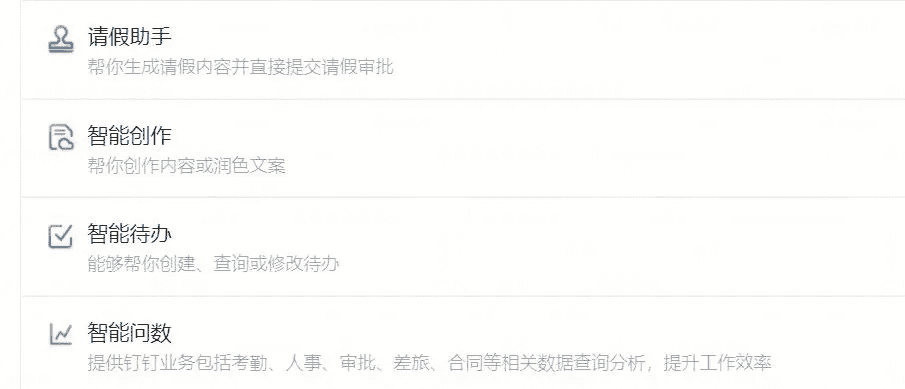 请假助手
帮你生成请假内容并直接提交请假审批
智能创作
帮你创作内容或润色文案
智能待办
能够帮你创建、查询或修改待办
智能问数
提供钉钉业务包括考勤、人事、审批、差旅、合同等相关数据查询分析，提升工作效率